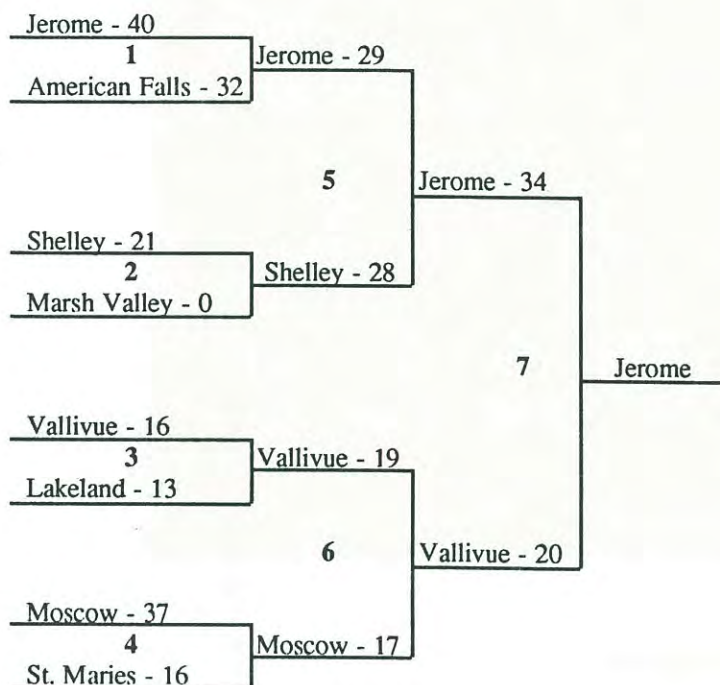 Jerome - 40
1
American Falls - 32
Jerome - 29
5
Shelley - 21
2
Marsh Valley - 0
Shelley - 28
Jerome - 34
7
Jerome
Vallivue - 16
3
Lakeland - 13
Vallivue - 19
6
Moscow - 37
4
St. Maries - 16
Moscow - 17
Vallivue - 20